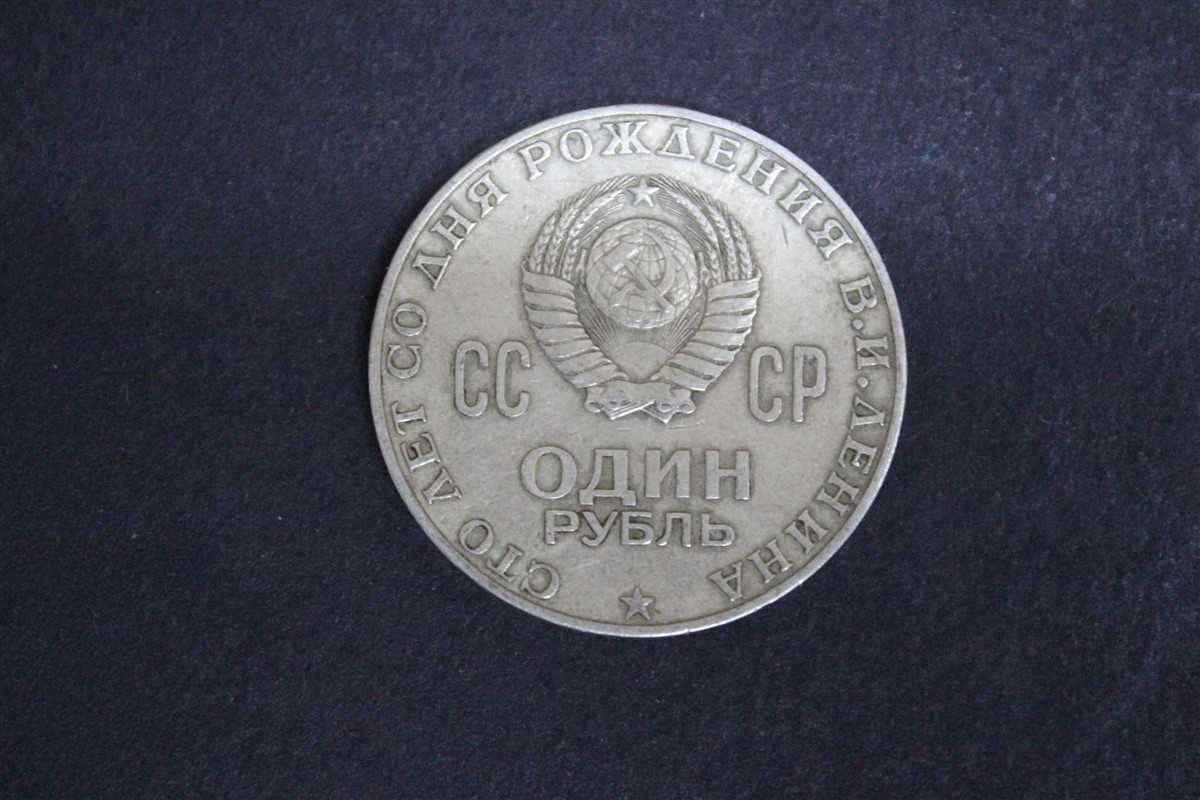 СТО ЛЕТ СО ДНЯ РОЖДЕНИЯ В.И.ЛЕНИНА
СС СР
ОДИН
РУБЛЬ